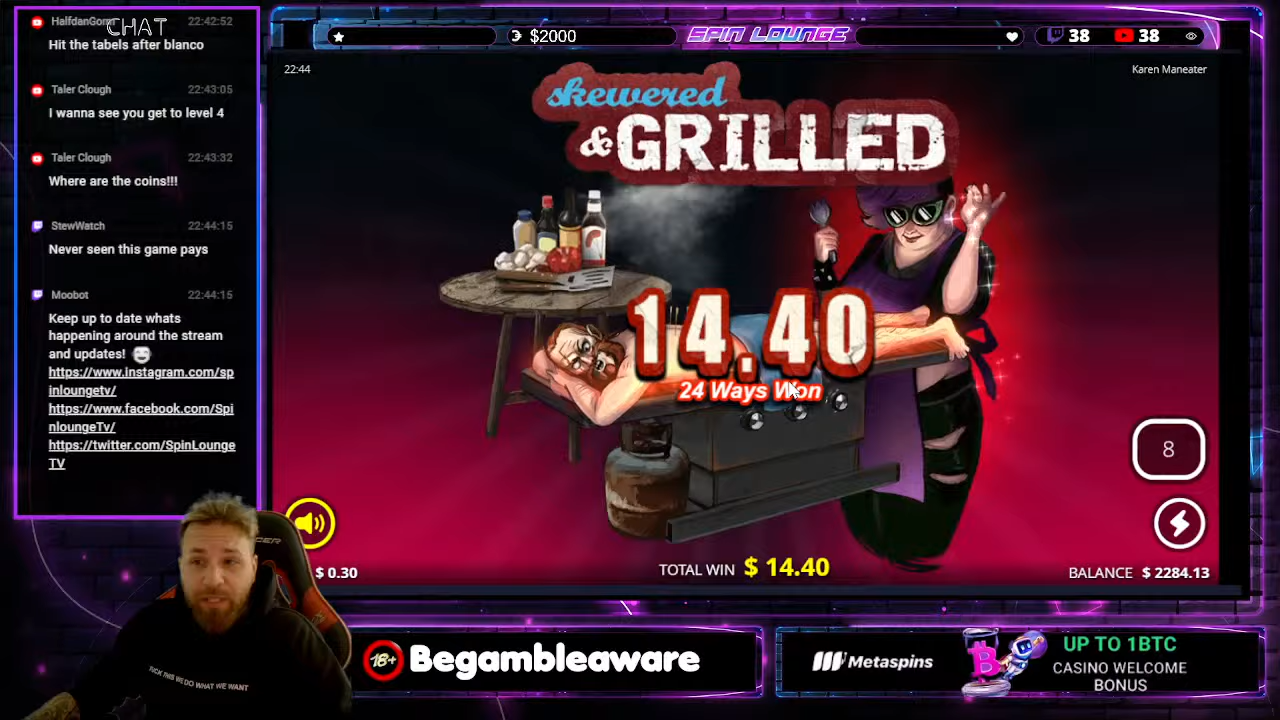 CHAT
HalfdanGorm 22:42:52
Hit the tabels after blanco
Taler Clough 22:43:05
I wanna see you get to level 4
Taler Clough 22:43:32
Where are the coins!!!
StewWatch 22:44:15
Never seen this game pays
Moobot 22:44:15
Keep up to date whats
happening around the stream
and updates!
https://www.instagram.com/sp
inloungetv/
https://www.facebook.com/Spi
nloungeTv/
https://twitter.com/SpinLounge
TV
$2000
SPIN LOUNGE
38
38
22:44
Karen Maneater
skewered
& GRILLED
14.40
24 Ways Won
8
$ 0.30
TOTAL WIN $ 14.40
BALANCE $ 2284.13
18+ Begambleaware
Metaspins
UP TO 1BTC
CASINO WELCOME
BONUS